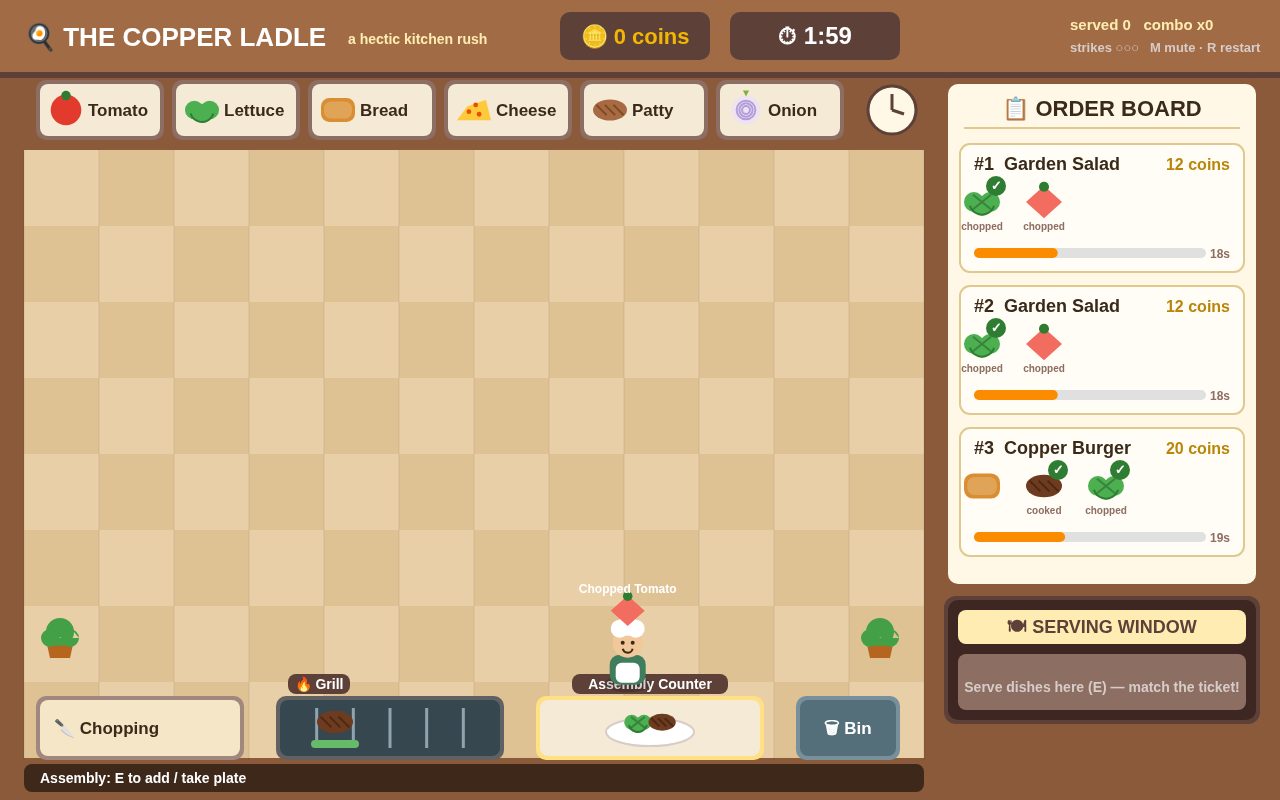 THE COPPER LADLE
a hectic kitchen rush
0 coins
1:59
served 0 combo x0
strikes ○○○ M mute · R restart
Tomato
Lettuce
Bread
Cheese
Patty
Onion
ORDER BOARD
#1 Garden Salad
12 coins
chopped
chopped
18s
#2 Garden Salad
12 coins
chopped
chopped
18s
#3 Copper Burger
20 coins
cooked
chopped
19s
SERVING WINDOW
Serve dishes here (E) — match the ticket!
Chopped Tomato
Grill
Assembly Counter
Chopping
Bin
Assembly: E to add / take plate